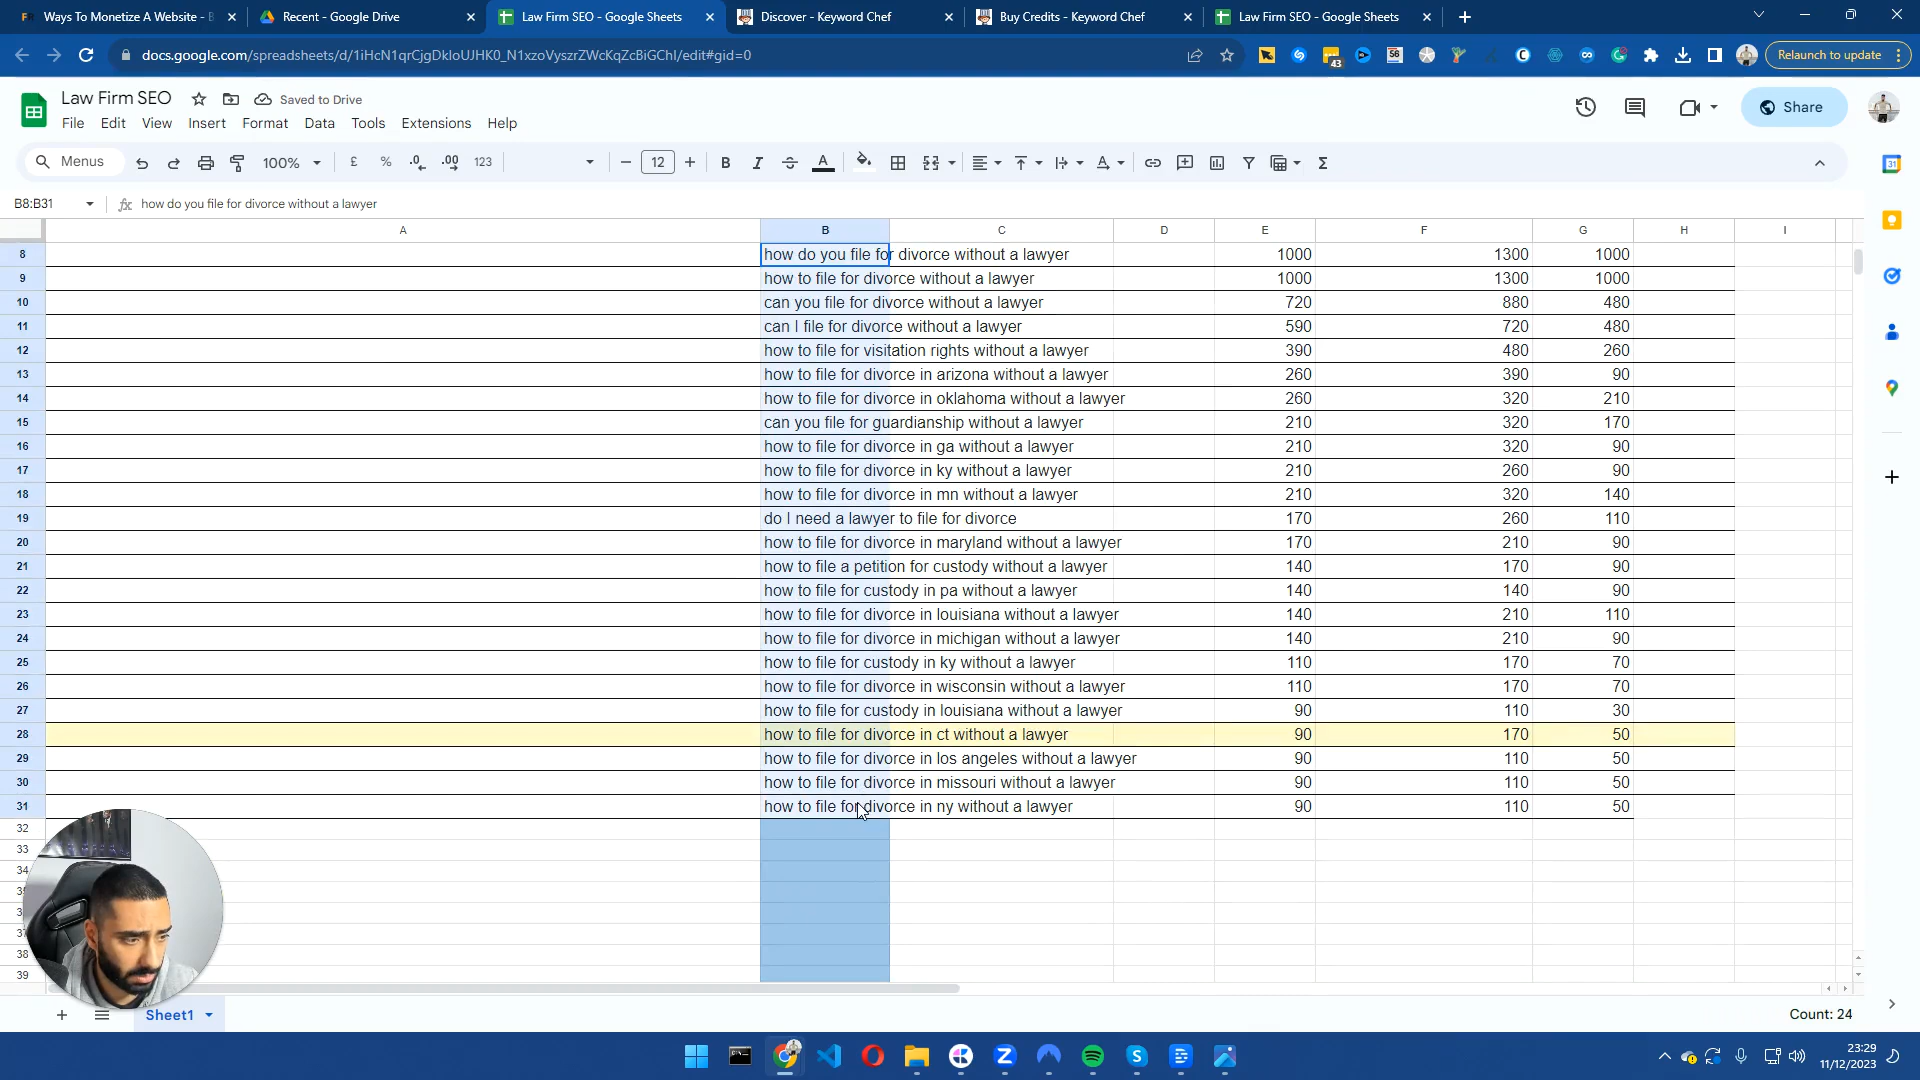 Ways To Monetize A Website - B
Recent - Google Drive
Law Firm SEO - Google Sheets
Discover - Keyword Chef
Buy Credits - Keyword Chef
Law Firm SEO - Google Sheets
43
56
Relaunch to update
Law Firm SEO
Saved to Drive
File Edit View Insert Format Data Tools Extensions Help
Share
Menus
100%
£ % .0 .00 123
12
B I A
31
B8:B31
how do you file for divorce without a lawyer
A B C D E F G H I
8 how do you file for divorce without a lawyer 1000 1300 1000
9 how to file for divorce without a lawyer 1000 1300 1000
10 can you file for divorce without a lawyer 720 880 480
11 can I file for divorce without a lawyer 590 720 480
12 how to file for visitation rights without a lawyer 390 480 260
13 how to file for divorce in arizona without a lawyer 260 390 90
14 how to file for divorce in oklahoma without a lawyer 260 320 210
15 can you file for guardianship without a lawyer 210 320 170
16 how to file for divorce in ga without a lawyer 210 320 90
17 how to file for divorce in ky without a lawyer 210 260 90
18 how to file for divorce in mn without a lawyer 210 320 140
19 do I need a lawyer to file for divorce 170 260 110
20 how to file for divorce in maryland without a lawyer 170 210 90
21 how to file a petition for custody without a lawyer 140 170 90
22 how to file for custody in pa without a lawyer 140 140 90
23 how to file for divorce in louisiana without a lawyer 140 210 110
24 how to file for divorce in michigan without a lawyer 140 210 90
25 how to file for custody in ky without a lawyer 110 170 70
26 how to file for divorce in wisconsin without a lawyer 110 170 70
27 how to file for custody in louisiana without a lawyer 90 110 30
28 how to file for divorce in ct without a lawyer 90 170 50
29 how to file for divorce in los angeles without a lawyer 90 110 50
30 how to file for divorce in missouri without a lawyer 90 110 50
31 how to file for divorce in ny without a lawyer 90 110 50
32
33
34
38
39
Sheet1
Count: 24
23:29
11/12/2023